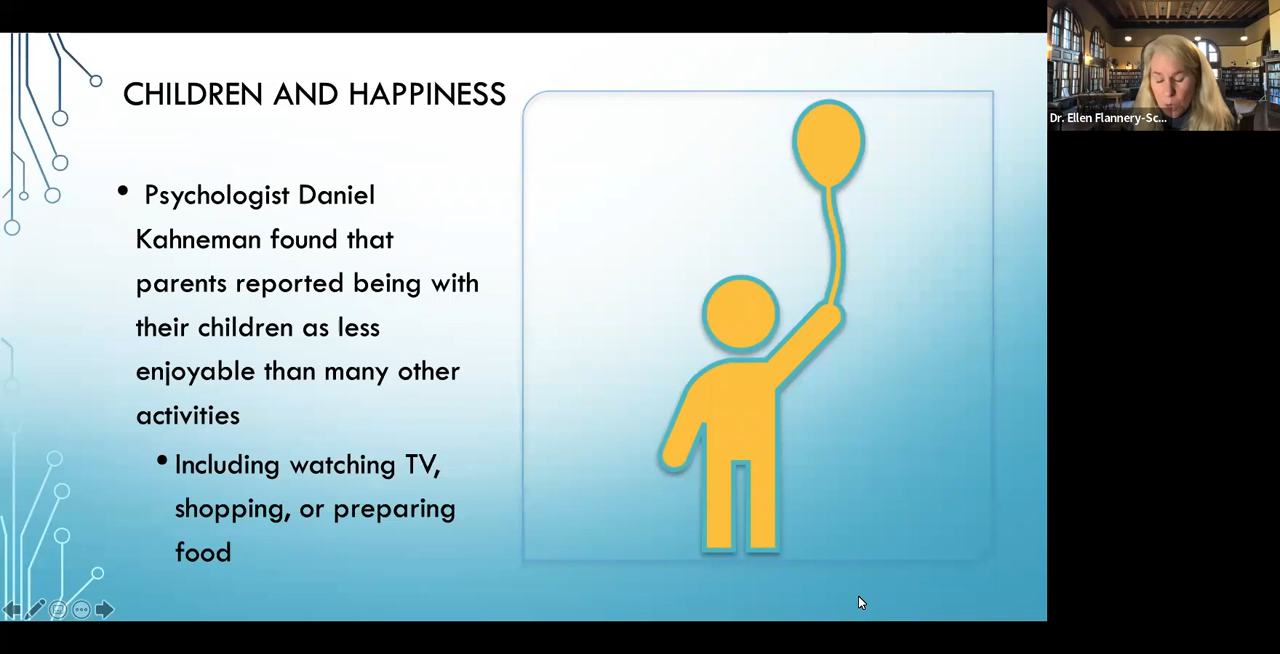 CHILDREN AND HAPPINESS
• Psychologist Daniel
Kahneman found that
parents reported being with
their children as less
enjoyable than many other
activities
• Including watching TV,
shopping, or preparing
food
Dr. Ellen Flannery-Sc...